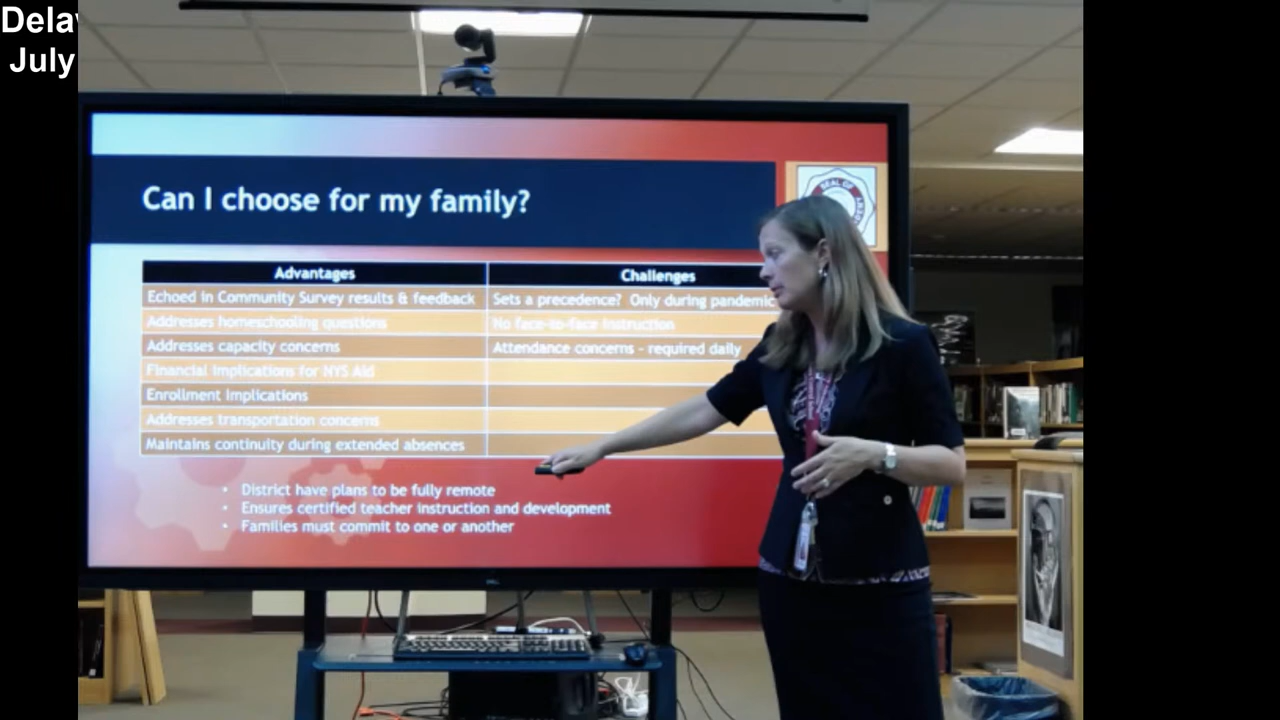 Delav
July
Can I choose for my family?
SEAL OF
Advantages
Challenges
Echoed in Community Survey results & feedback
Sets a precedence? Only during pandemic
Addresses homeschooling questions
No face-to-face instruction
Addresses capacity concerns
Attendance concerns - required daily
Financial implications for NYS Aid
Enrollment Implications
Addresses transportation concerns
Maintains continuity during extended absences
• District have plans to be fully remote
• Ensures certified teacher instruction and development
• Families must commit to one or another
DELL